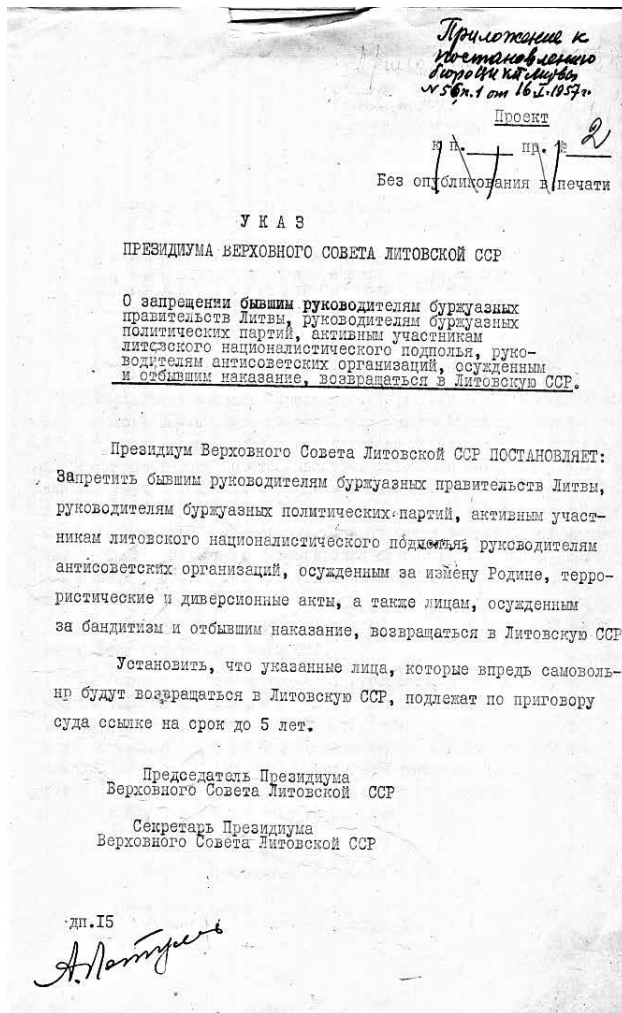 Приложение к
постановлению
бюро ЦК КП Литвы
№ 56 п.1 от 16.I.1957г.
Проект
к п. ____ пр. № 2
Без опубликования в печати
У К А З
ПРЕЗИДИУМА ВЕРХОВНОГО СОВЕТА ЛИТОВСКОЙ ССР
О запрещении бывшим руководителям буржуазных
правительств Литвы, руководителям буржуазных
политических партий, активным участникам
литовского националистического подполья, руко-
водителям антисоветских организаций, осужденным
и отбывшим наказание, возвращаться в Литовскую ССР.
Президиум Верховного Совета Литовской ССР ПОСТАНОВЛЯЕТ:
Запретить бывшим руководителям буржуазных правительств Литвы,
руководителям буржуазных политических партий, активным участ-
никам литовского националистического подполья, руководителям
антисоветских организаций, осужденным за измену Родине, терро-
ристические и диверсионные акты, а также лицам, осужденным
за бандитизм и отбывшим наказание, возвращаться в Литовскую ССР
Установить, что указанные лица, которые впредь самоволь-
но будут возвращаться в Литовскую ССР, подлежат по приговору
суда ссылке на срок до 5 лет.
Председатель Президиума
Верховного Совета Литовской ССР
Секретарь Президиума
Верховного Совета Литовской ССР
дп.15